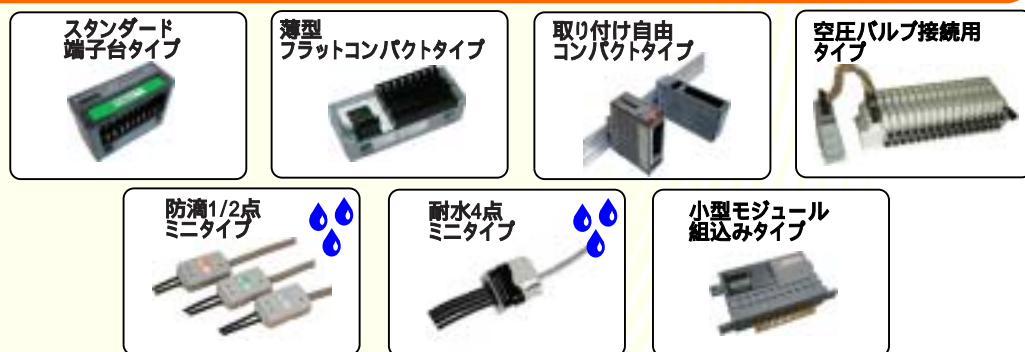 スタンダード
端子台タイプ
薄型
フラットコンパクトタイプ
取り付け自由
コンパクトタイプ
空圧バルブ接続用
タイプ
防滴1/2点
ミニタイプ
耐水4点
ミニタイプ
小型モジュール
組込みタイプ